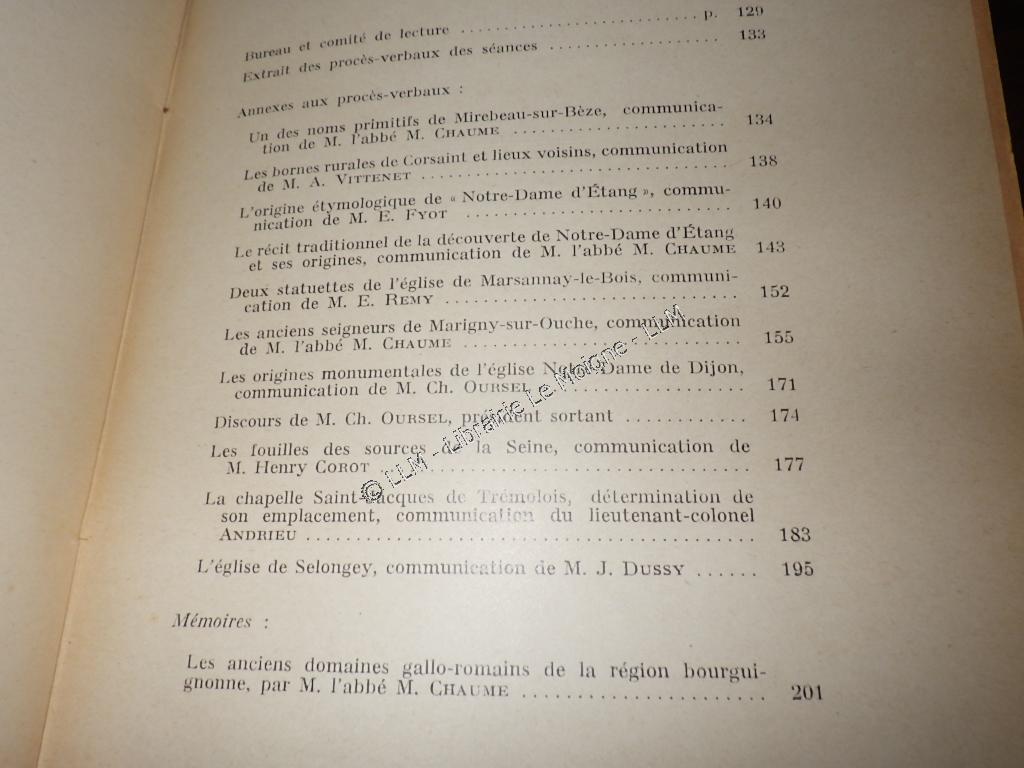 Bureau et comité de lecture . . . . . . . . . . . . . . . . . . . . . . . . p. 129
Extrait des procès-verbaux des séances . . . . . . . . . . . . . . . . . 133
Annexes aux procès-verbaux :
Un des noms primitifs de Mirebeau-sur-Bèze, communica-
tion de M. l'abbé M. CHAUME . . . . . . . . . . . . . . . . . . . . . 134
Les bornes rurales de Corsaint et lieux voisins, communication
de M. A. VITTENET . . . . . . . . . . . . . . . . . . . . . . . . . . . . . 138
L'origine étymologique de « Notre-Dame d'Étang », commu-
nication de M. E. FYOT . . . . . . . . . . . . . . . . . . . . . . . . . . 140
Le récit traditionnel de la découverte de Notre-Dame d'Étang
et ses origines, communication de M. l'abbé M. CHAUME 143
Deux statuettes de l'église de Marsannay-le-Bois, communi-
cation de M. E. REMY . . . . . . . . . . . . . . . . . . . . . . . . . . . . 152
Les anciens seigneurs de Marigny-sur-Ouche, communication
de M. l'abbé M. CHAUME . . . . . . . . . . . . . . . . . . . . . . . . . . 155
Les origines monumentales de l'église Notre-Dame de Dijon,
communication de M. Ch. OURSEL . . . . . . . . . . . . . . . . . . . 171
Discours de M. Ch. OURSEL, président sortant . . . . . . . . . . . . 174
Les fouilles des sources de la Seine, communication de
M. Henry COROT . . . . . . . . . . . . . . . . . . . . . . . . . . . . . . . . 177
La chapelle Saint-Jacques de Trémolois, détermination de
son emplacement, communication du lieutenant-colonel
ANDRIEU . . . . . . . . . . . . . . . . . . . . . . . . . . . . . . . . . . . . . . . . 183
L'église de Selongey, communication de M. J. DUSSY . . . . . . 195
Mémoires :
Les anciens domaines gallo-romains de la région bourgui-
gnonne, par M. l'abbé M. CHAUME . . . . . . . . . . . . . . . . . . . . . . 201
© LLM - Librairie Le Moigne - LLM